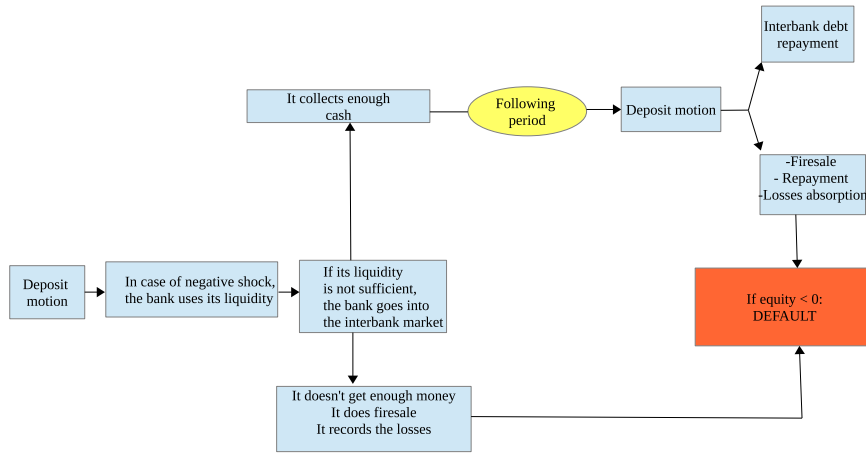 Interbank debt
repayment
It collects enough
cash
Following
period
Deposit motion
-Firesale
- Repayment
-Losses absorption
Deposit
motion
In case of negative shock,
the bank uses its liquidity
If its liquidity
is not sufficient,
the bank goes into
the interbank market
If equity < 0:
DEFAULT
It doesn't get enough money
It does firesale
It records the losses